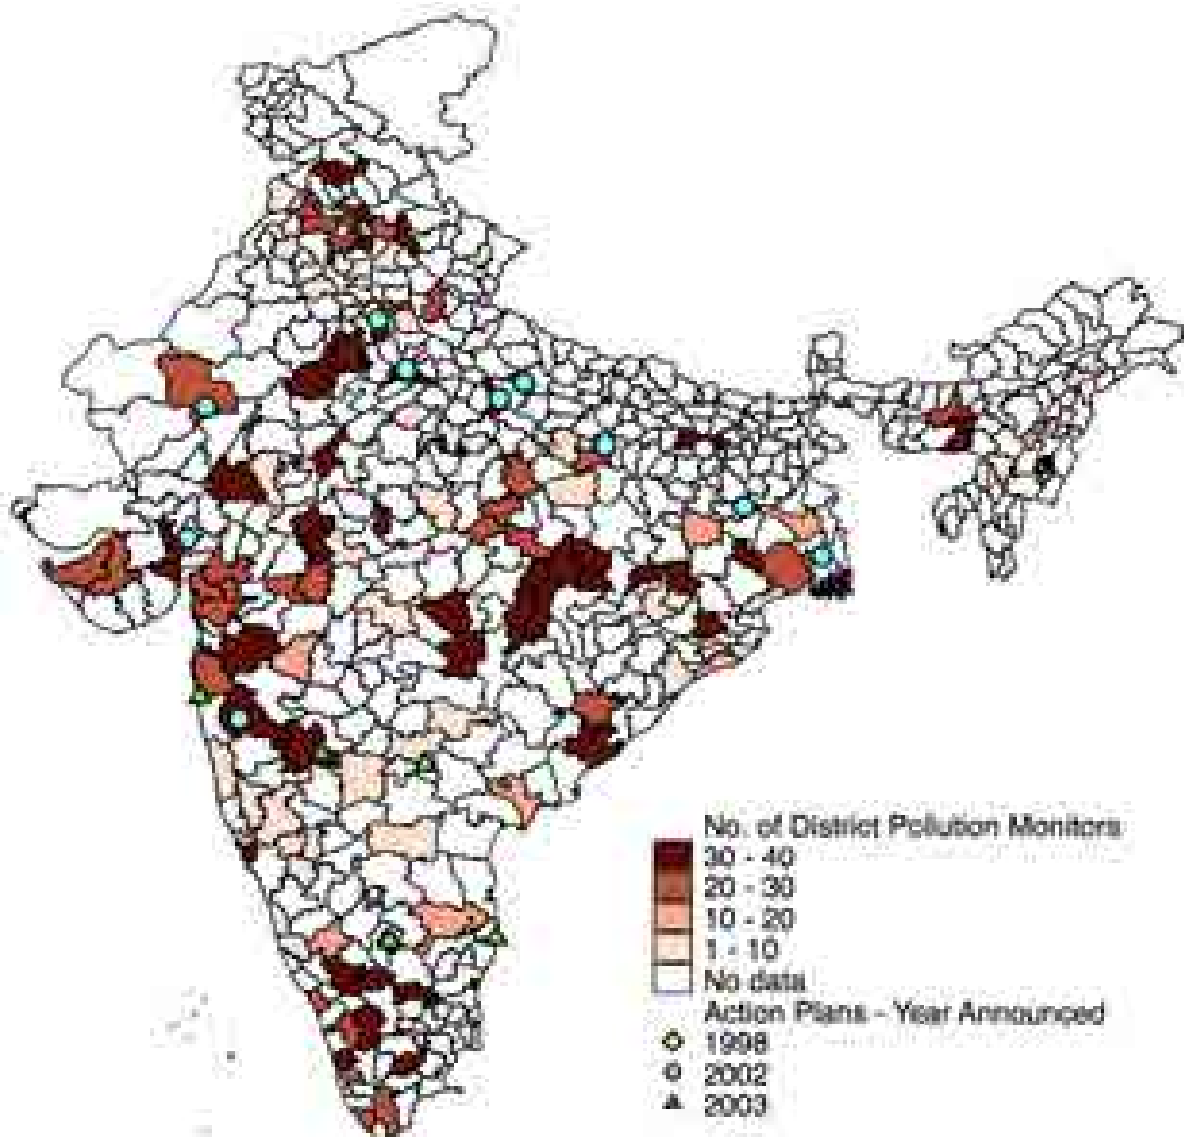 No. of District Pollution Monitors
30 - 40
20 - 30
10 - 20
1 - 10
No data
Action Plans - Year Announced
1998
2002
2003